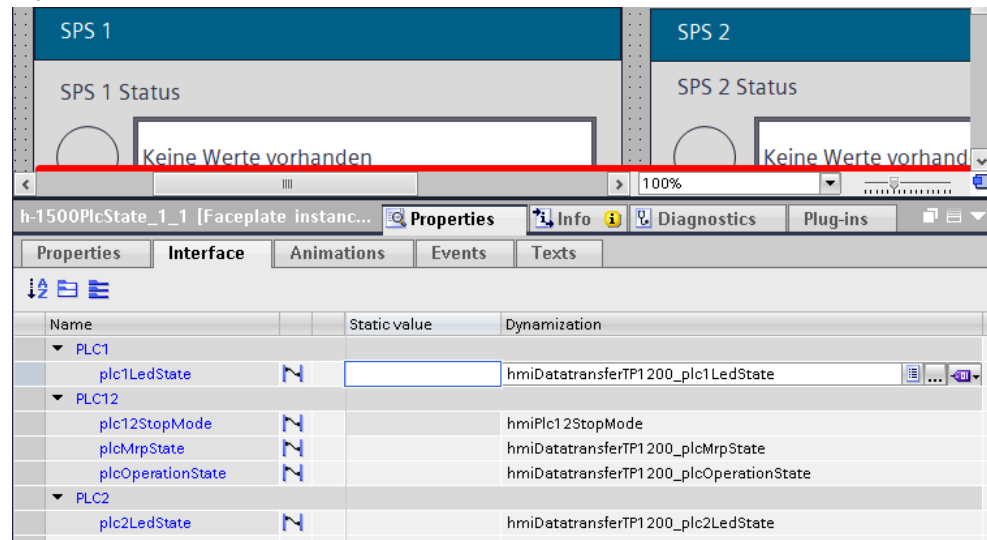 SPS 1
SPS 2
SPS 1 Status
SPS 2 Status
Keine Werte vorhanden
Keine Werte vorhand
100%
h-1500PlcState_1_1 [Faceplate instanc...
Properties
Info
Diagnostics
Plug-ins
Properties
Interface
Animations
Events
Texts
Name
Static value
Dynamization
PLC1
plc1LedState
hmiDatatransferTP1200_plc1LedState
...
PLC12
plc12StopMode
hmiPlc12StopMode
plcMrpState
hmiDatatransferTP1200_plcMrpState
plcOperationState
hmiDatatransferTP1200_plcOperationState
PLC2
plc2LedState
hmiDatatransferTP1200_plc2LedState